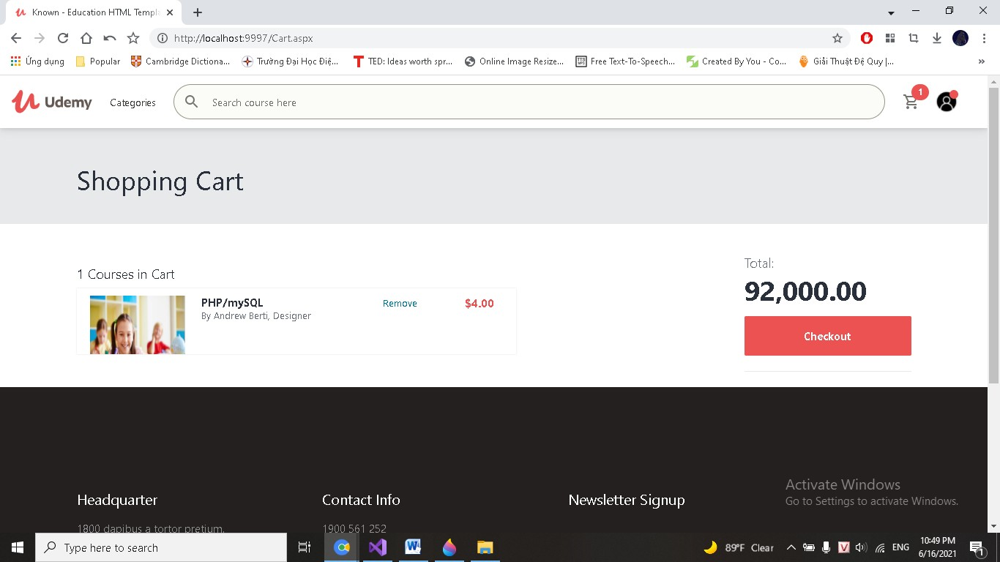 Known - Education HTML Templa
http://localhost:9997/Cart.aspx
Ứng dụng Popular Cambridge Dictiona... Trường Đại Học Điệ... TED: Ideas worth spr... Online Image Resize... Free Text-To-Speech... Created By You - Co... Giải Thuật Đệ Quy |... »
Udemy Categories Search course here 1
Shopping Cart
Total:
1 Courses in Cart
92,000.00
PHP/mySQL Remove $4.00
By Andrew Berti, Designer
Checkout
Activate Windows
Go to Settings to activate Windows.
Headquarter Contact Info Newsletter Signup
1800 dapibus a tortor pretium, 1900 561 252
Type here to search 89°F Clear ENG 10:49 PM
6/16/2021
1